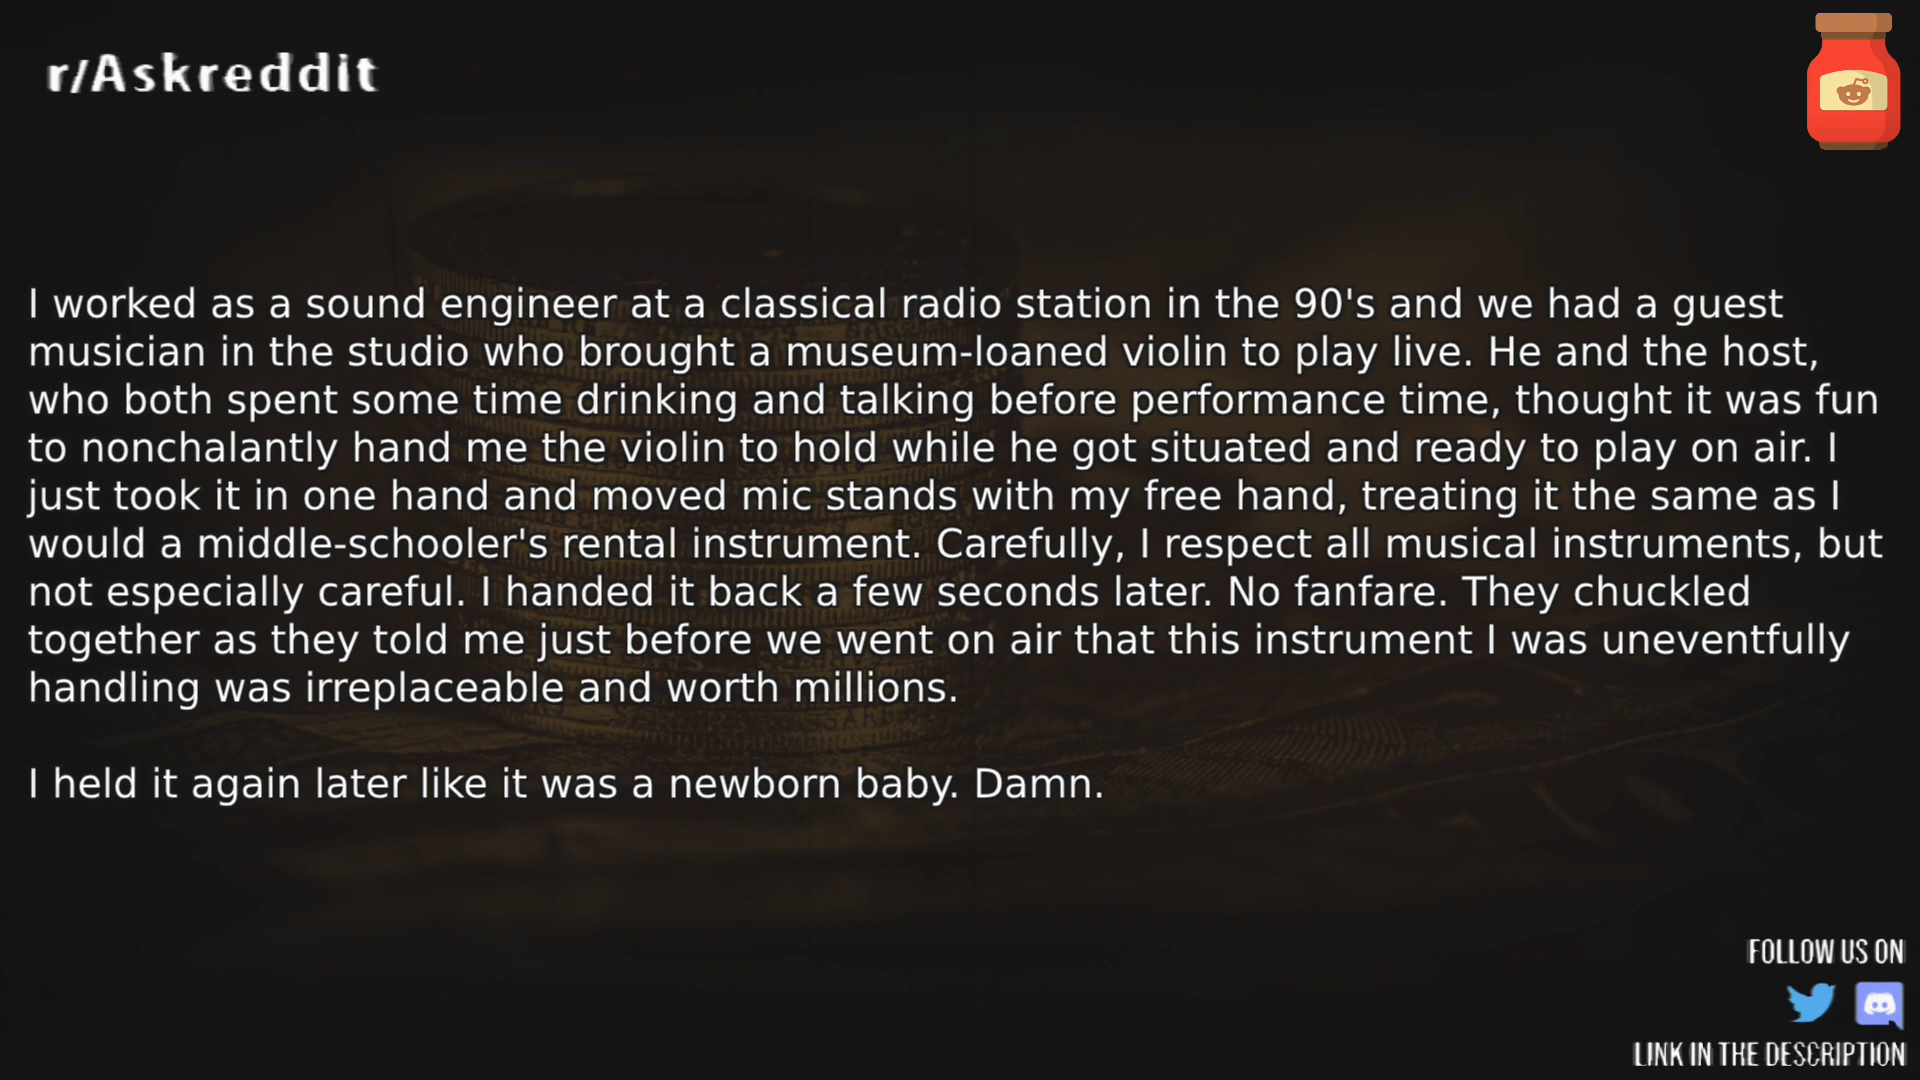 r/Askreddit
I worked as a sound engineer at a classical radio station in the 90's and we had a guest
musician in the studio who brought a museum-loaned violin to play live. He and the host,
who both spent some time drinking and talking before performance time, thought it was fun
to nonchalantly hand me the violin to hold while he got situated and ready to play on air. I
just took it in one hand and moved mic stands with my free hand, treating it the same as I
would a middle-schooler's rental instrument. Carefully, I respect all musical instruments, but
not especially careful. I handed it back a few seconds later. No fanfare. They chuckled
together as they told me just before we went on air that this instrument I was uneventfully
handling was irreplaceable and worth millions.
I held it again later like it was a newborn baby. Damn.
FOLLOW US ON
LINK IN THE DESCRIPTION